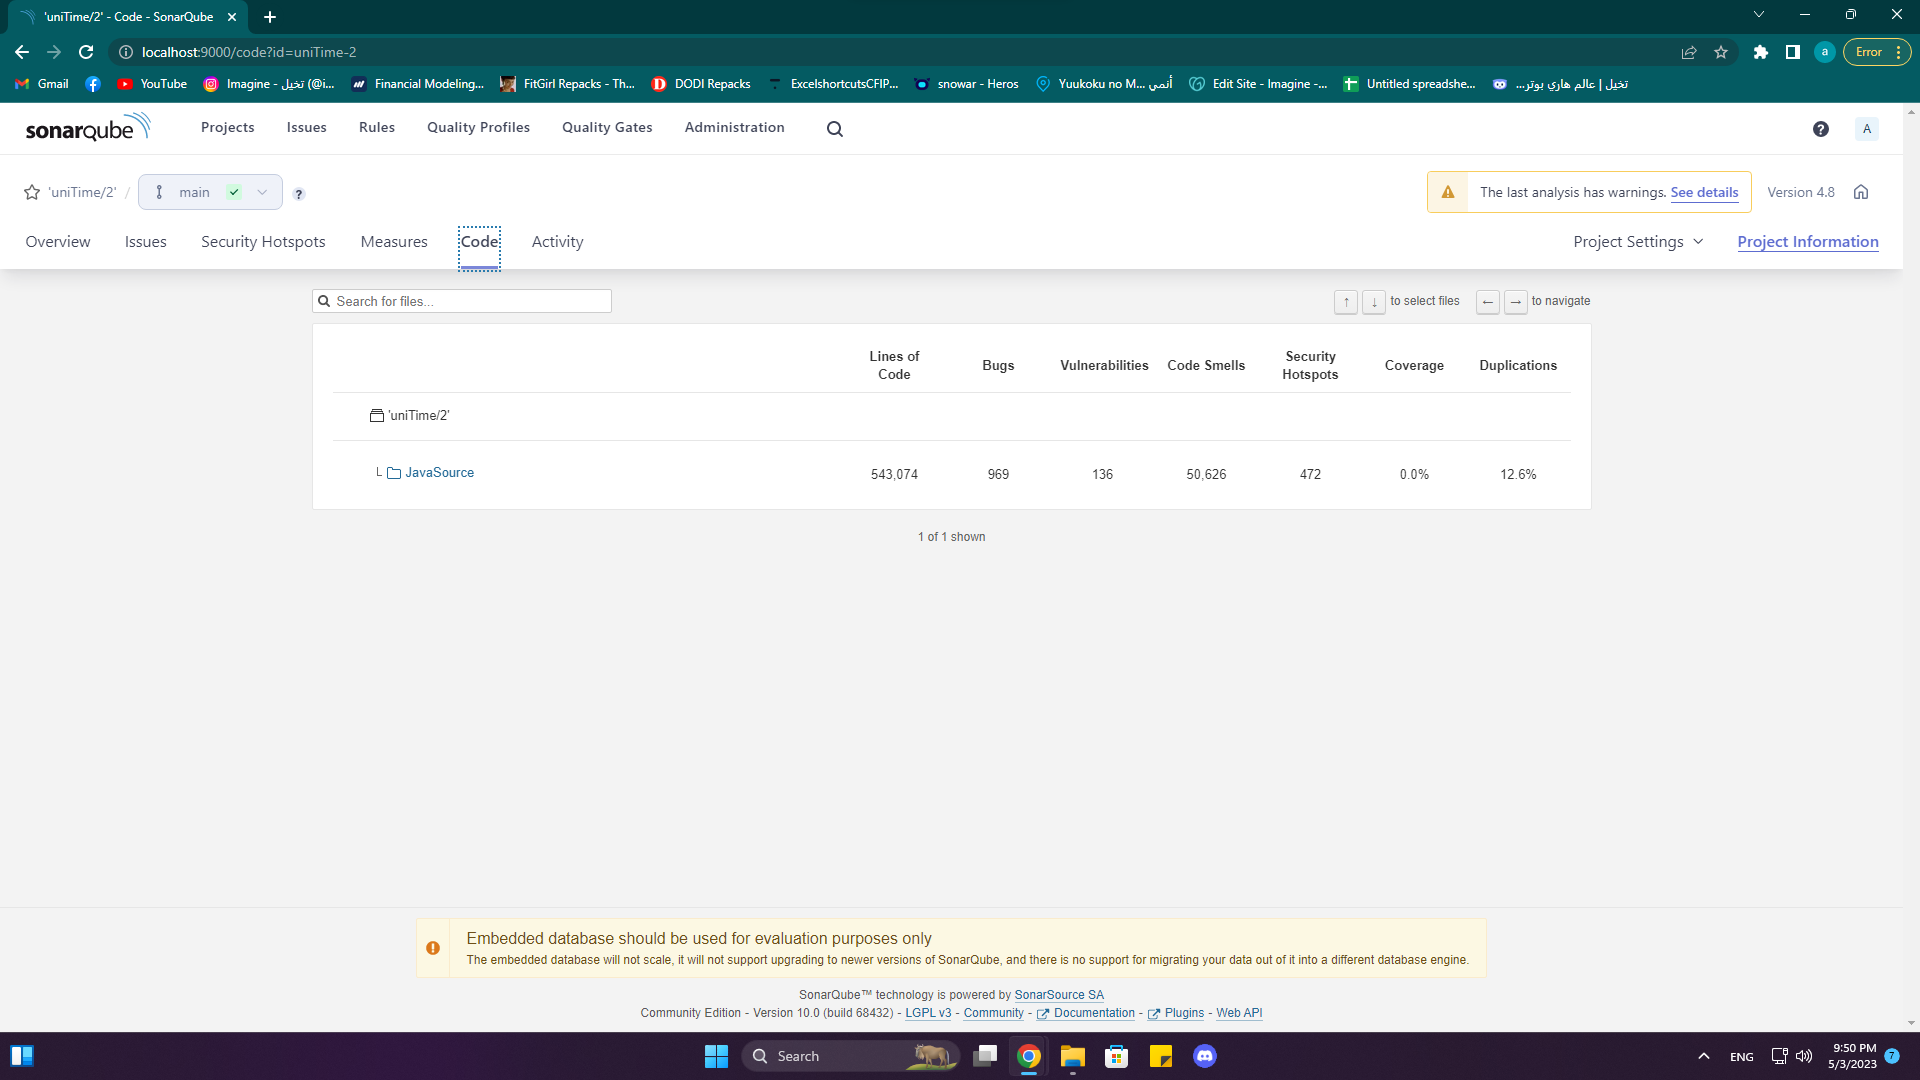 'uniTime/2' - Code - SonarQube
localhost:9000/code?id=uniTime-2
a
Error
Gmail
YouTube
Imagine - تخيل (@i...
Financial Modeling...
FitGirl Repacks - Th...
DODI Repacks
ExcelshortcutsCFIP...
snowar - Heros
Yuukoku no M... أنمي
Edit Site - Imagine -...
Untitled spreadshe...
تخيل | عالم هاري بوتر...
sonarqube
Projects
Issues
Rules
Quality Profiles
Quality Gates
Administration
?
A
'uniTime/2' /
main
?
The last analysis has warnings. See details
Version 4.8
Overview
Issues
Security Hotspots
Measures
Code
Activity
Project Settings
Project Information
Search for files...
↑ ↓ to select files ← → to navigate
Lines of Code
Bugs
Vulnerabilities
Code Smells
Security Hotspots
Coverage
Duplications
'uniTime/2'
JavaSource 543,074 969 136 50,626 472 0.0% 12.6%
1 of 1 shown
Embedded database should be used for evaluation purposes only
The embedded database will not scale, it will not support upgrading to newer versions of SonarQube, and there is no support for migrating your data out of it into a different database engine.
SonarQube™ technology is powered by SonarSource SA
Community Edition - Version 10.0 (build 68432) - LGPL v3 - Community - Documentation - Plugins - Web API
Search
ENG
9:50 PM
5/3/2023
7